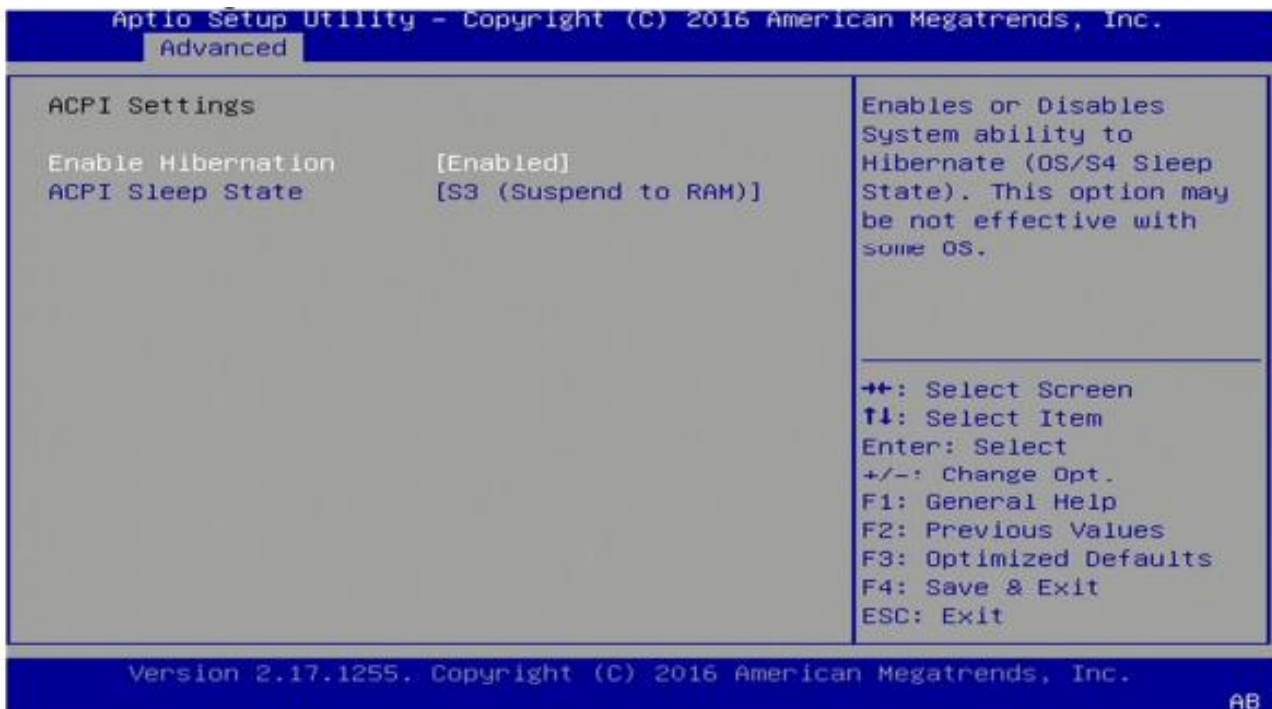 Aptio Setup Utility – Copyright (C) 2016 American Megatrends, Inc.
Advanced
ACPI Settings
Enable Hibernation [Enabled]
ACPI Sleep State [S3 (Suspend to RAM)]
Enables or Disables
System ability to
Hibernate (OS/S4 Sleep
State). This option may
be not effective with
some OS.
→←: Select Screen
↑↓: Select Item
Enter: Select
+/-: Change Opt.
F1: General Help
F2: Previous Values
F3: Optimized Defaults
F4: Save & Exit
ESC: Exit
Version 2.17.1255. Copyright (C) 2016 American Megatrends, Inc.
AB